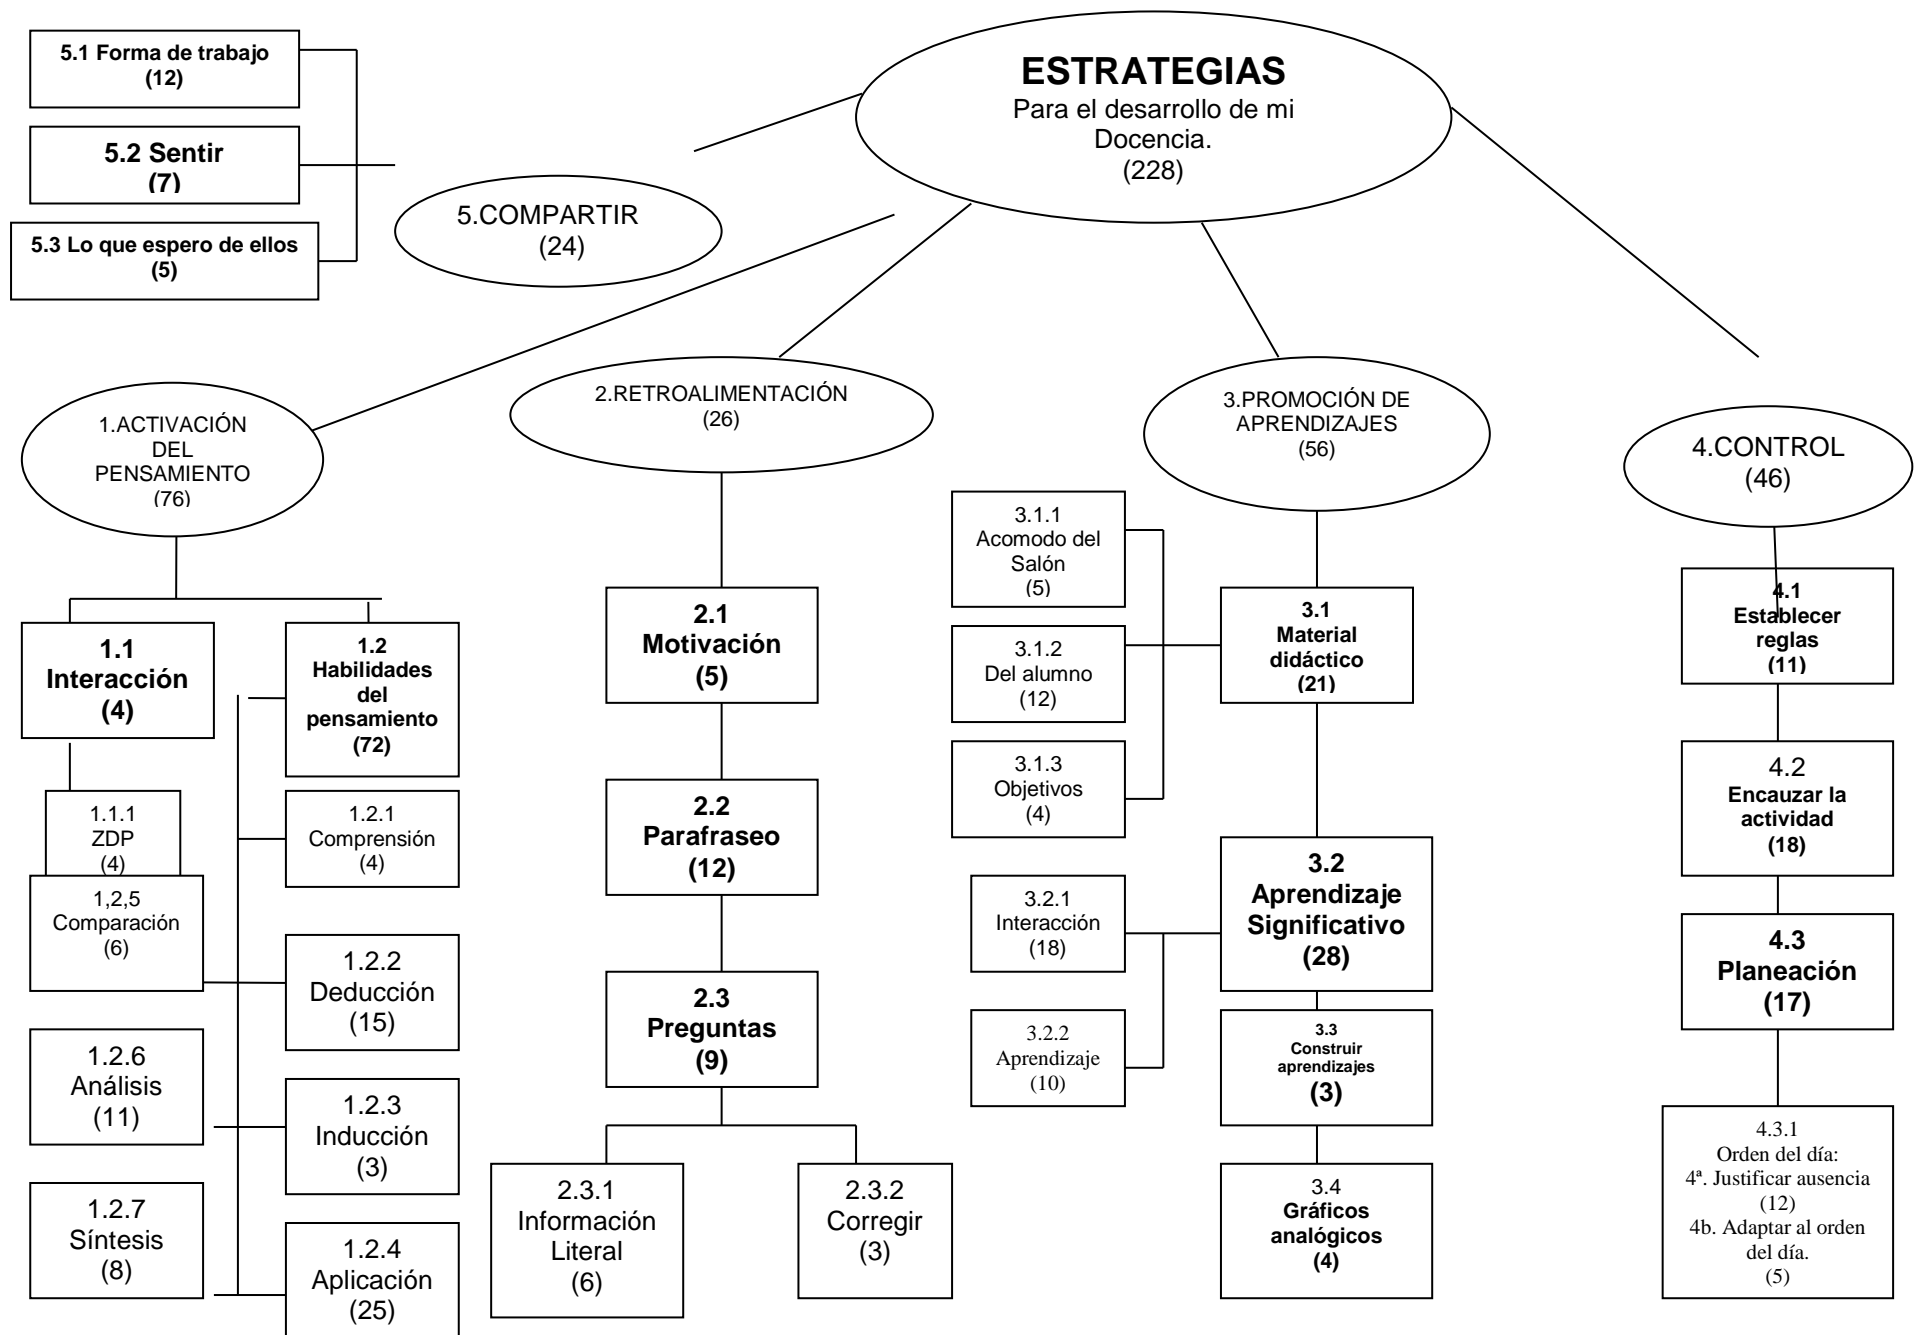 ESTRATEGIAS
Para el desarrollo de mi
Docencia.
(228)
5.1 Forma de trabajo
(12)
5.2 Sentir
(7)
5.3 Lo que espero de ellos
(5)
5.COMPARTIR
(24)
1.ACTIVACIÓN
DEL
PENSAMIENTO
(76)
2.RETROALIMENTACIÓN
(26)
3.PROMOCIÓN DE
APRENDIZAJES
(56)
4.CONTROL
(46)
1.1
Interacción
(4)
1.2
Habilidades
del
pensamiento
(72)
1.1.1
ZDP
(4)
1.2.1
Comprensión
(4)
1,2,5
Comparación
(6)
1.2.2
Deducción
(15)
1.2.6
Análisis
(11)
1.2.3
Inducción
(3)
1.2.7
Síntesis
(8)
1.2.4
Aplicación
(25)
2.1
Motivación
(5)
2.2
Parafraseo
(12)
2.3
Preguntas
(9)
2.3.1
Información
Literal
(6)
2.3.2
Corregir
(3)
3.1.1
Acomodo del
Salón
(5)
3.1.2
Del alumno
(12)
3.1.3
Objetivos
(4)
3.1
Material
didáctico
(21)
3.2.1
Interacción
(18)
3.2.2
Aprendizaje
(10)
3.2
Aprendizaje
Significativo
(28)
3.3
Construir
aprendizajes
(3)
3.4
Gráficos
analógicos
(4)
4.1
Establecer
reglas
(11)
4.2
Encauzar la
actividad
(18)
4.3
Planeación
(17)
4.3.1
Orden del día:
4ª. Justificar ausencia
(12)
4b. Adaptar al orden
del día.
(5)